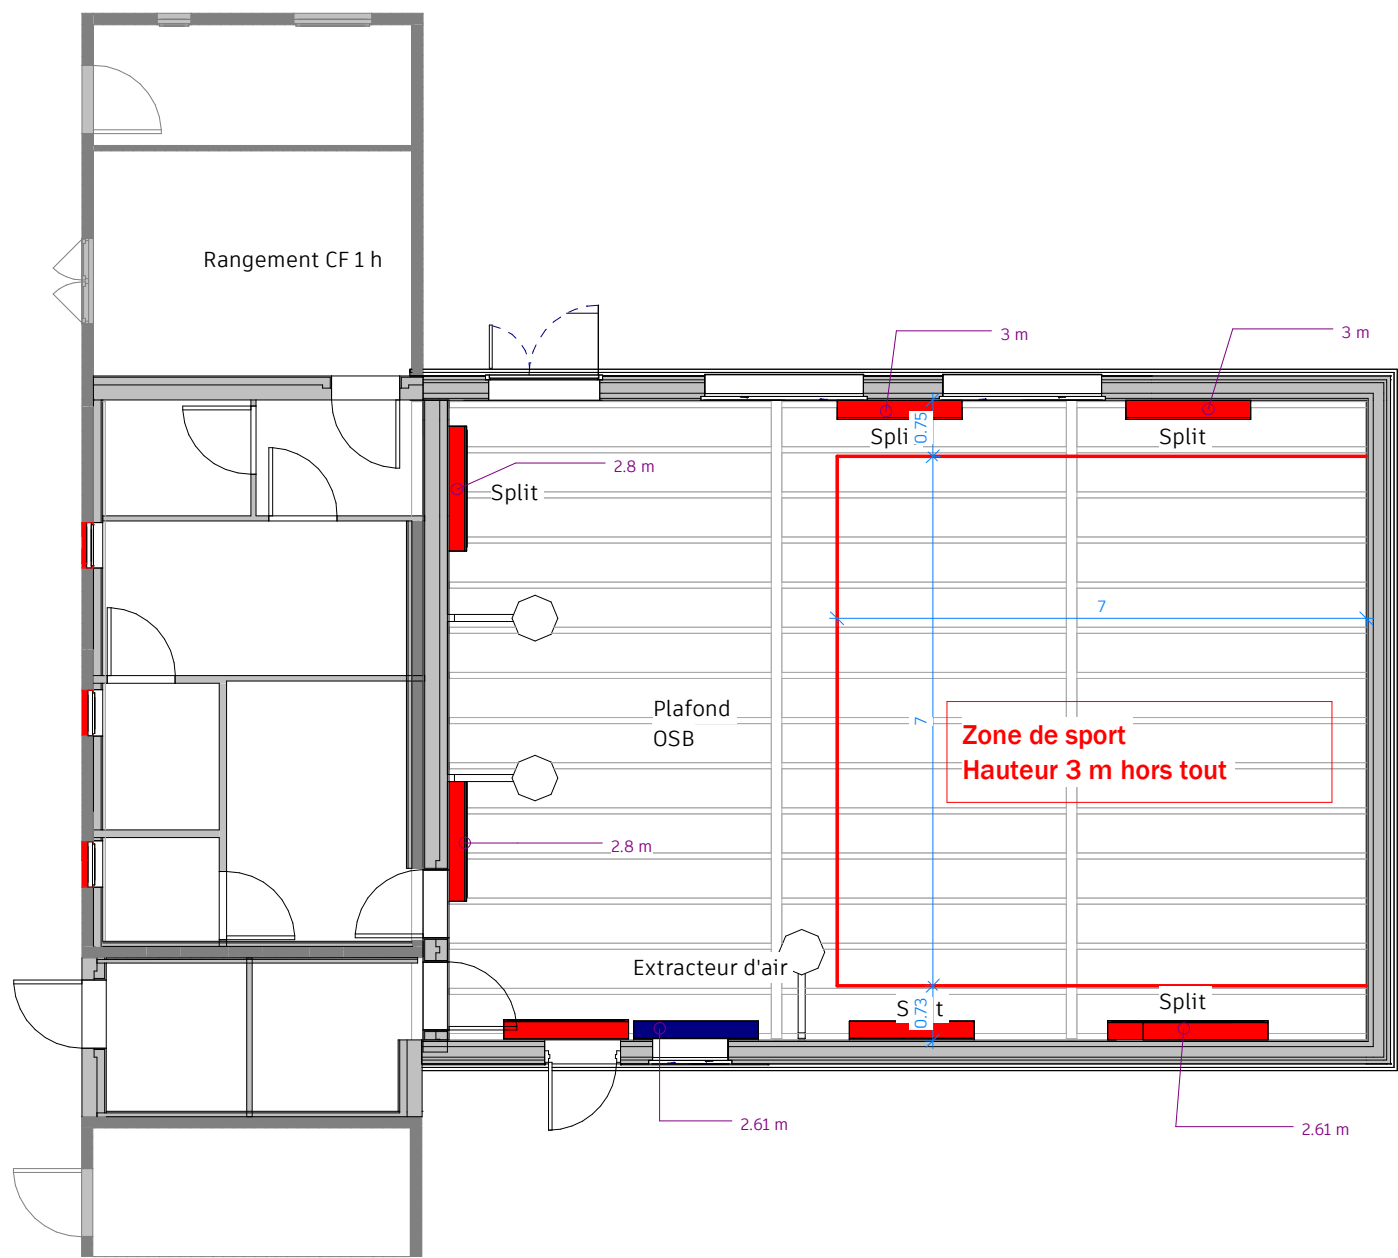 Rangement CF 1 h
3 m
3 m
0.75
Spli
Split
2.8 m
Split
7
Plafond
OSB
7
Zone de sport
Hauteur 3 m hors tout
2.8 m
Extracteur d'air
0.73
S t
Split
2.61 m
2.61 m